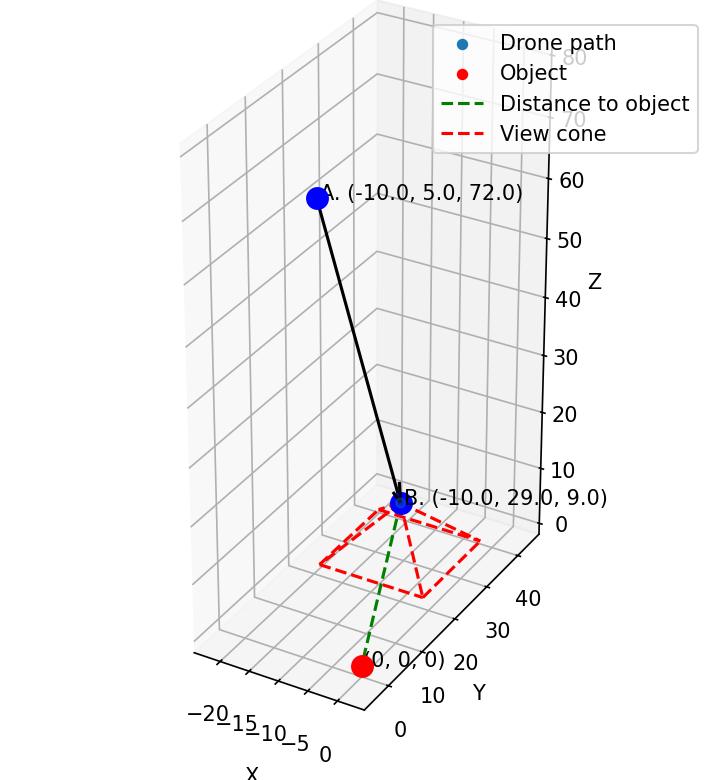 Drone path
Object
Distance to object
View cone
80
70
60
50
40
30
20
10
0
Z
A. (-10.0, 5.0, 72.0)
B. (-10.0, 29.0, 9.0)
(0, 0, 0)
40
30
20
10
0
Y
−20
−15
−10
−5
0
X